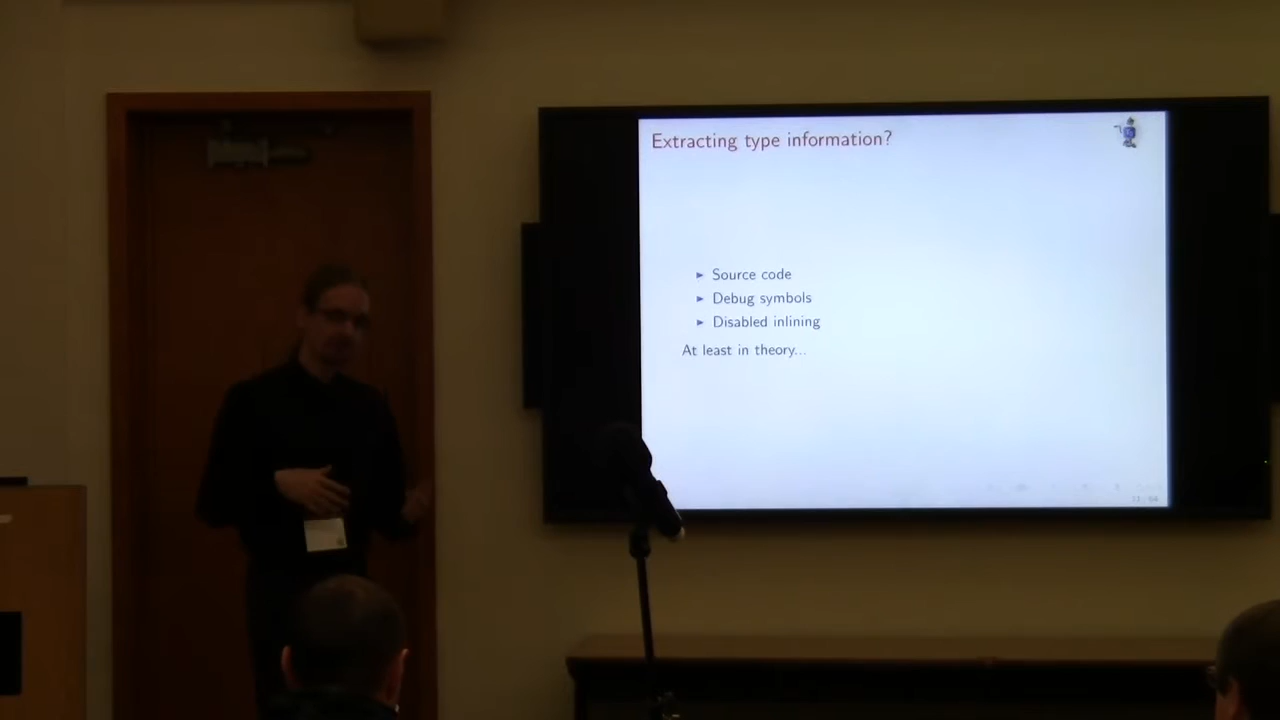 Extracting type information?
► Source code
► Debug symbols
► Disabled inlining
At least in theory...